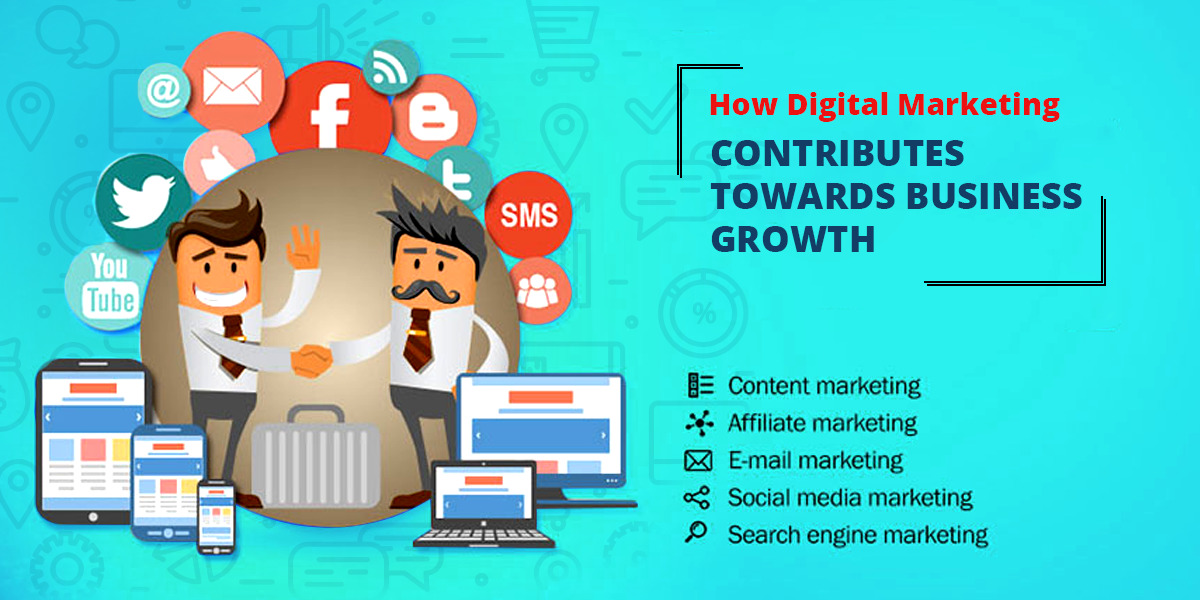 @
f
B
t
SMS
You
Tube
%
$
How Digital Marketing
CONTRIBUTES
TOWARDS BUSINESS
GROWTH
Content marketing
Affiliate marketing
E-mail marketing
Social media marketing
Search engine marketing